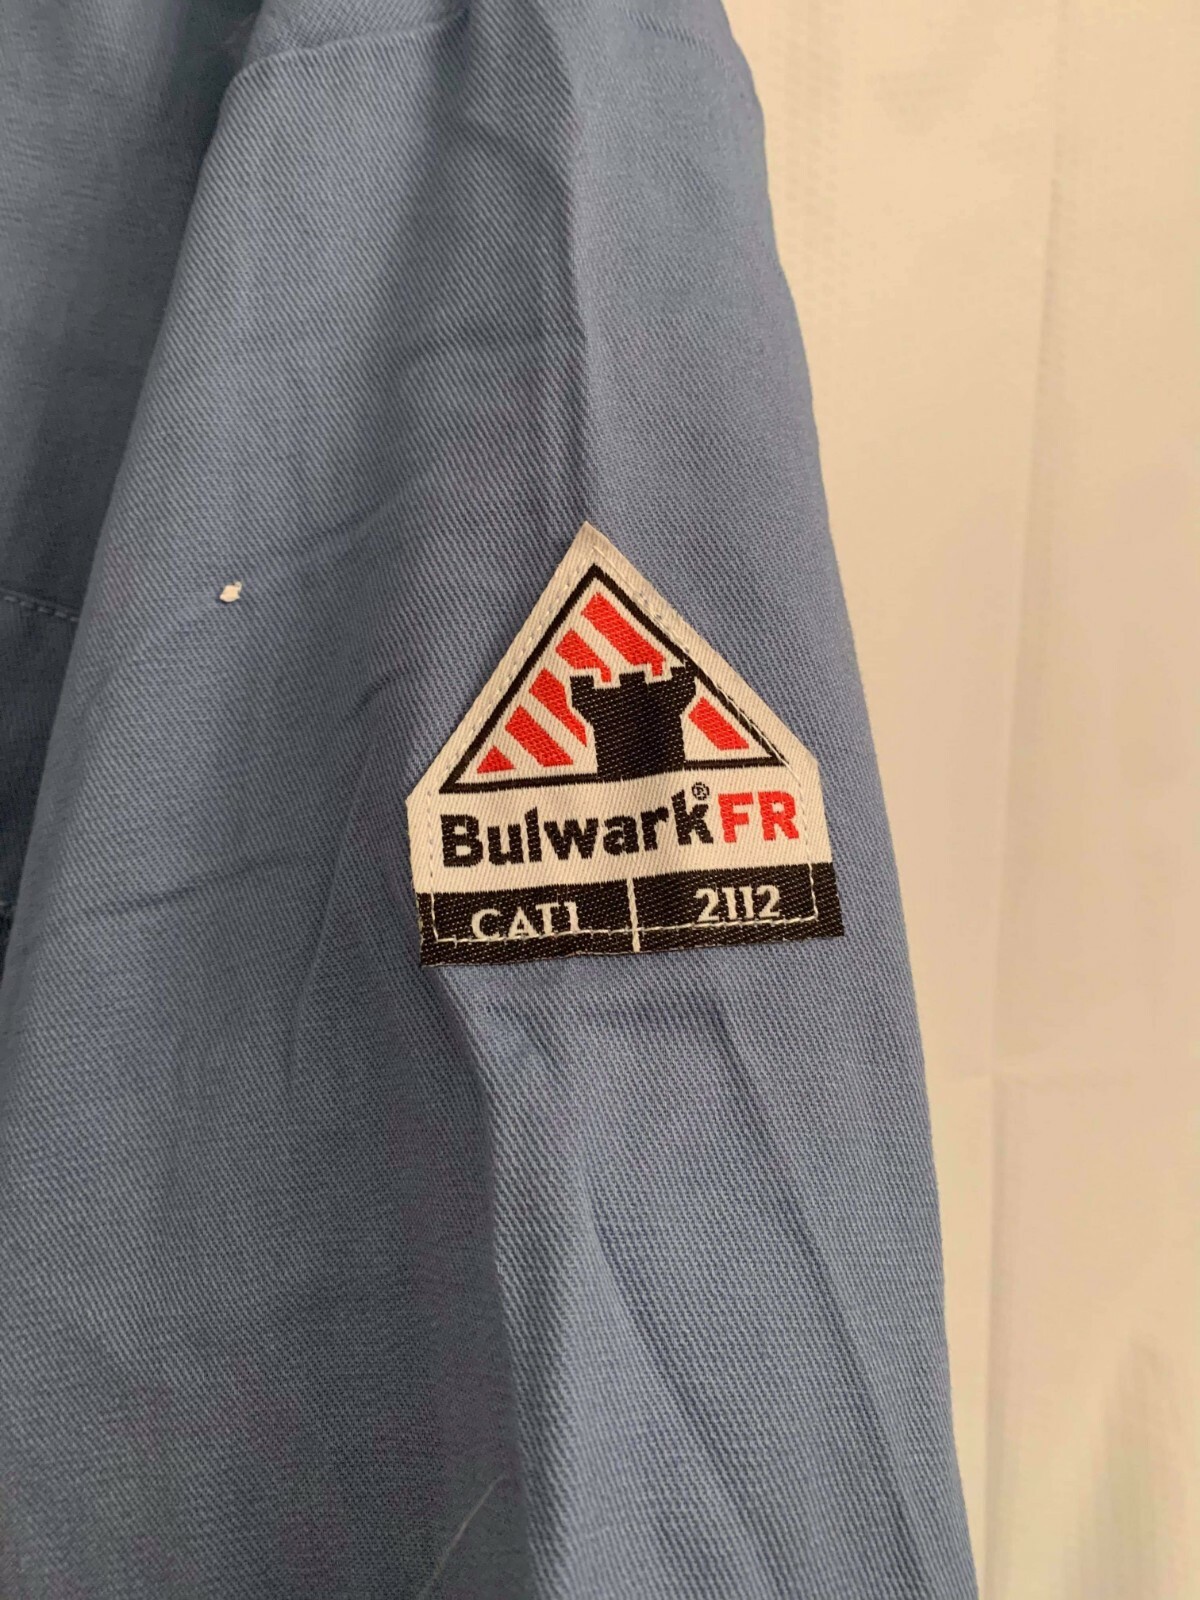 Bulwark® FR
CAT1 2112